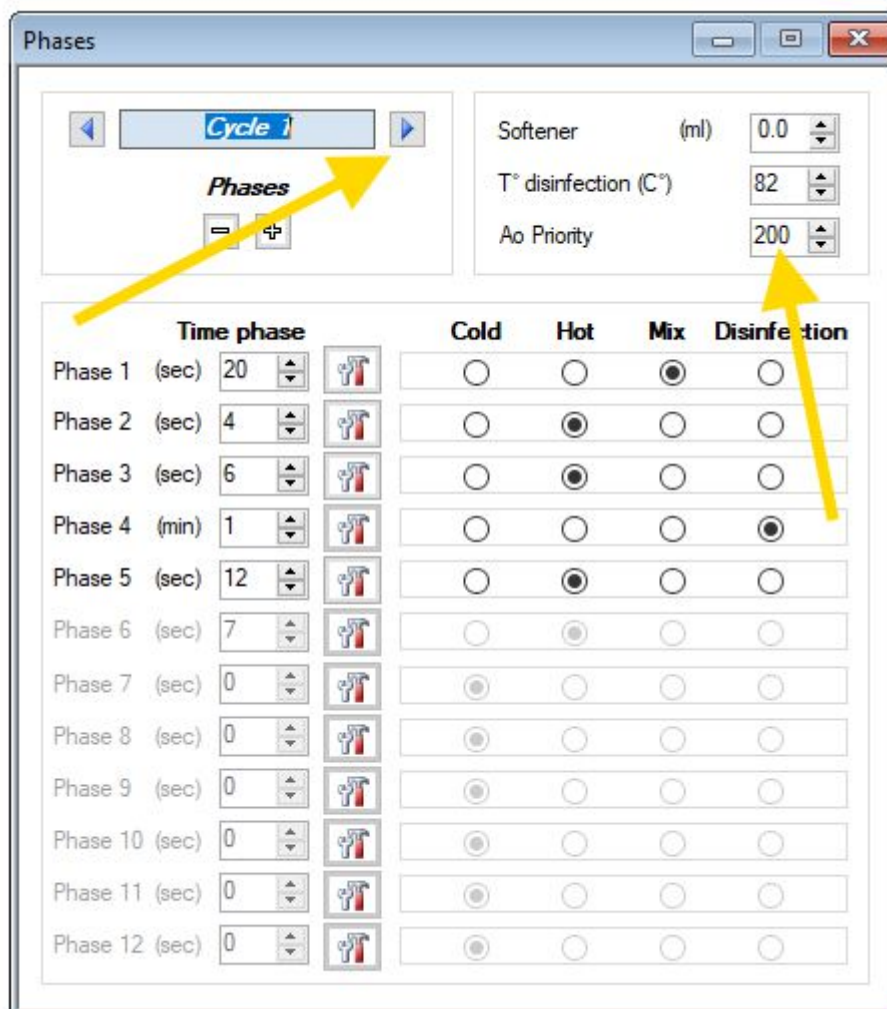 Phases
Cycle 1
Phases
Softener (ml) 0.0
T° disinfection (C°) 82
Ao Priority 200
Time phase Cold Hot Mix Disinfection
Phase 1 (sec) 20
Phase 2 (sec) 4
Phase 3 (sec) 6
Phase 4 (min) 1
Phase 5 (sec) 12
Phase 6 (sec) 7
Phase 7 (sec) 0
Phase 8 (sec) 0
Phase 9 (sec) 0
Phase 10 (sec) 0
Phase 11 (sec) 0
Phase 12 (sec) 0